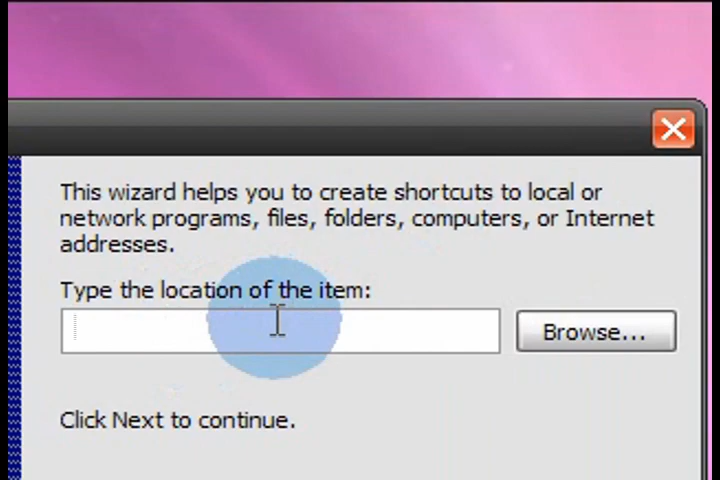 This wizard helps you to create shortcuts to local or
network programs, files, folders, computers, or Internet
addresses.
Type the location of the item:
Browse...
Click Next to continue.